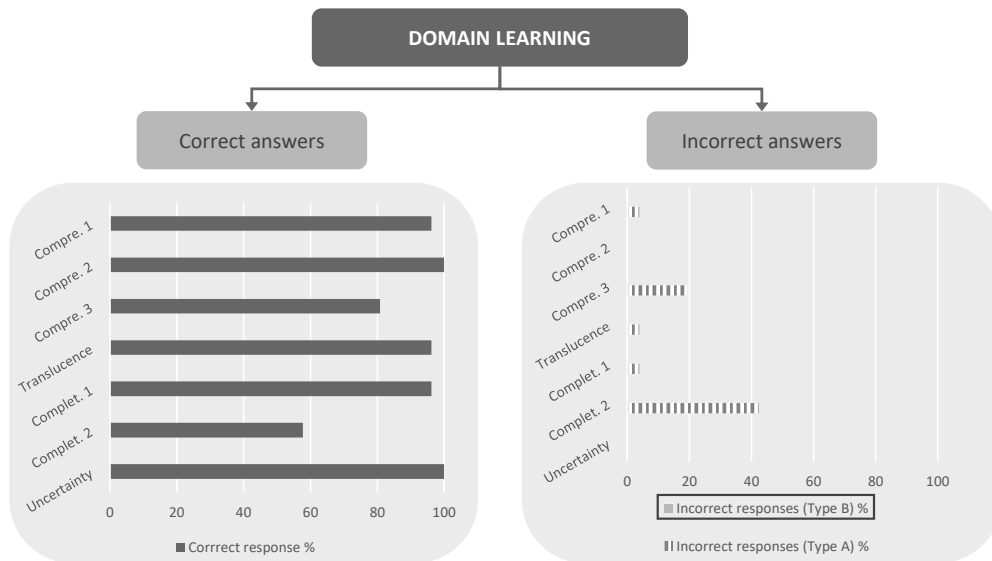 DOMAIN LEARNING
Correct answers
Incorrect answers
Compre. 1
Compre. 2
Compre. 3
Translucence
Complet. 1
Complet. 2
Uncertainty
0 20 40 60 80 100
Corrrect response %
Compre. 1
Compre. 2
Compre. 3
Translucence
Complet. 1
Complet. 2
Uncertainty
0 20 40 60 80 100
Incorrect responses (Type B) %
Incorrect responses (Type A) %